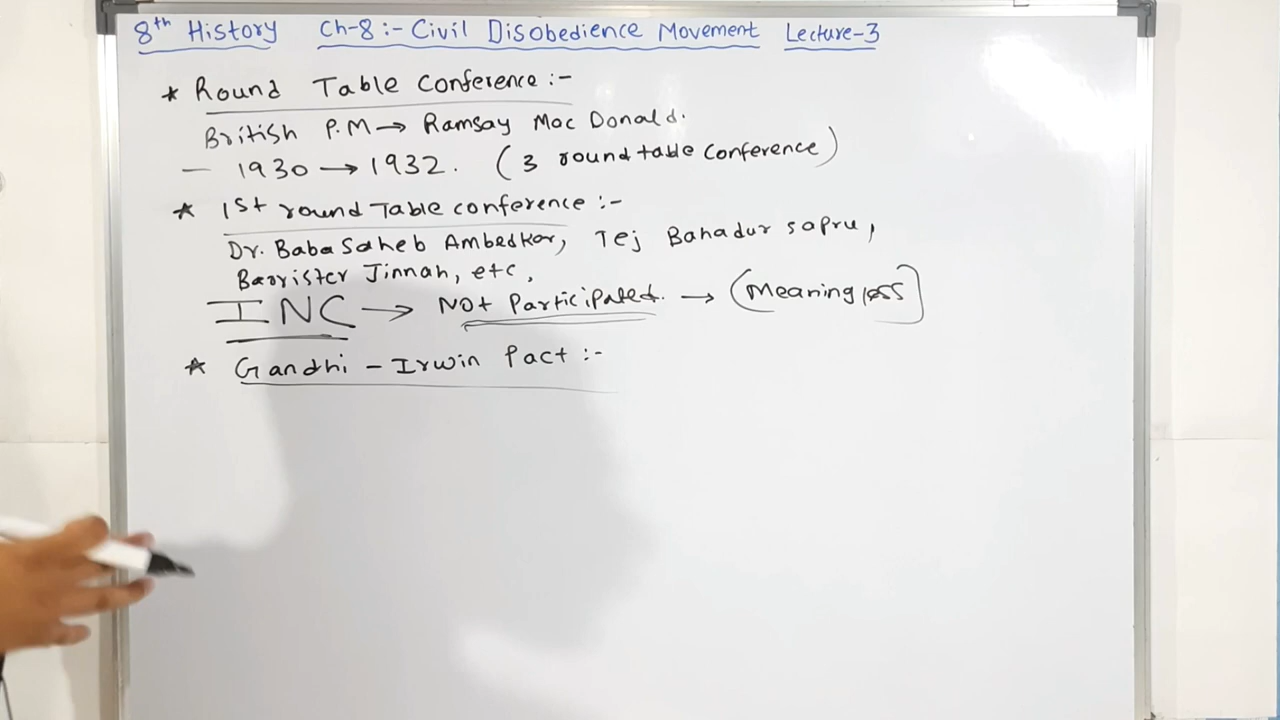 8th History Ch-8:- Civil Disobedience Movement Lecture-3
* Round Table Conference:-
British P.M → Ramsay Mac Donald.
— 1930 → 1932. (3 round table conference)
* 1st round Table conference:-
Dr. Baba Saheb Ambedkar, Tej Bahadur sapru,
Barrister Jinnah, etc,
INC → Not Participated. → (Meaningless)
* Gandhi - Irwin Pact :-